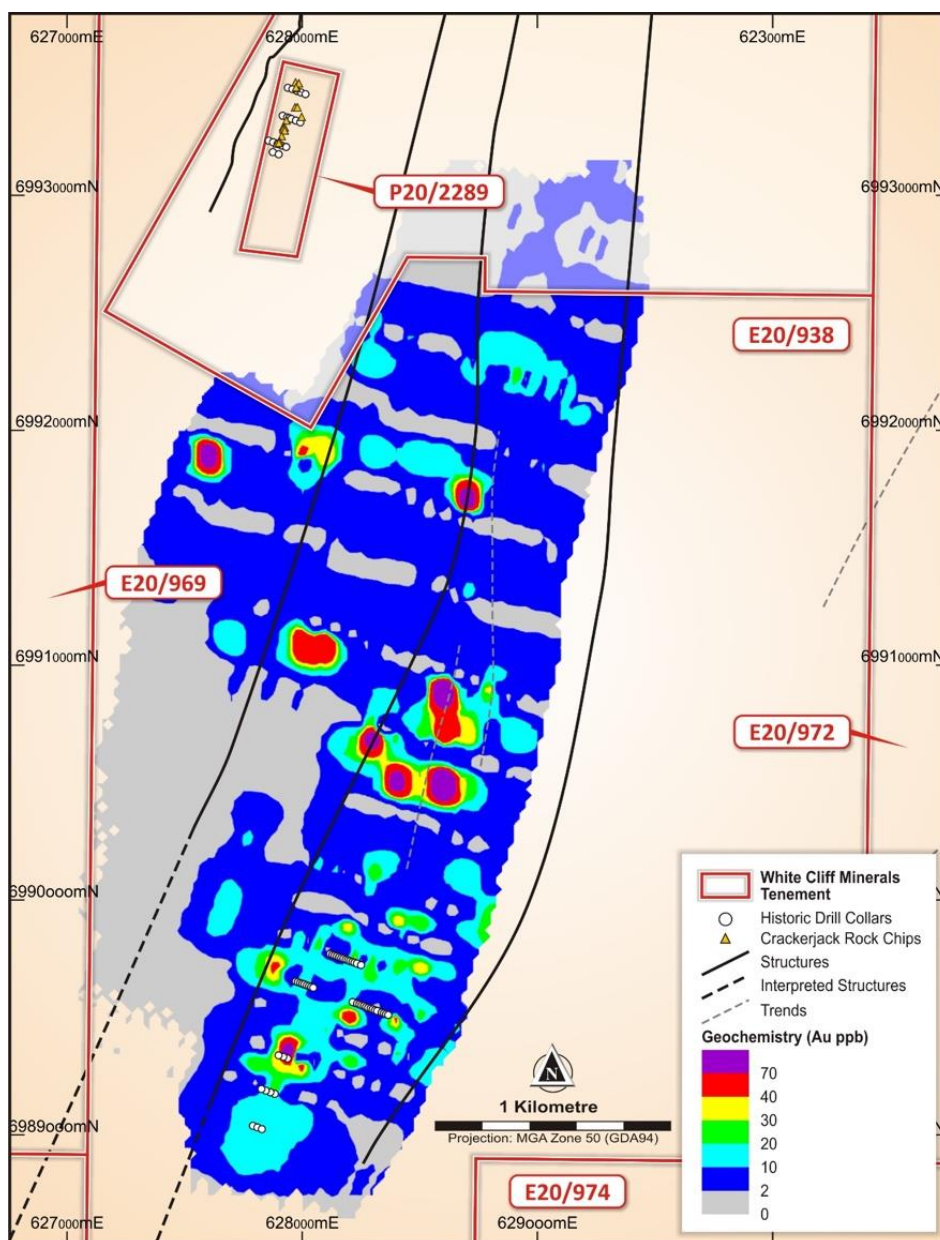 627000mE 628000mE 62300mE
6993000mN 6993000mN
P20/2289
E20/938
6992000mN 6992000mN
E20/969
6991000mN 6991000mN
E20/972
6990000mN
White Cliff Minerals
Tenement
Historic Drill Collars
Crackerjack Rock Chips
Structures
Interpreted Structures
Trends
Geochemistry (Au ppb)
70
40
30
20
10
2
0
N
1 Kilometre
Projection: MGA Zone 50 (GDA94)
6989000mN
E20/974
627000mE 628000mE 629000mE